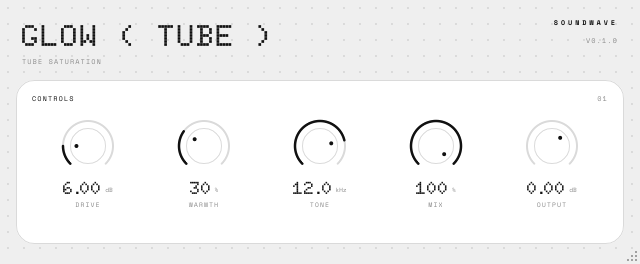 GLOW ( TUBE )
SOUNDWAVE
V0.1.0
TUBE SATURATION
CONTROLS
01
6.00 dB
30 %
12.0 kHz
100 %
0.00 dB
DRIVE
WARMTH
TONE
MIX
OUTPUT